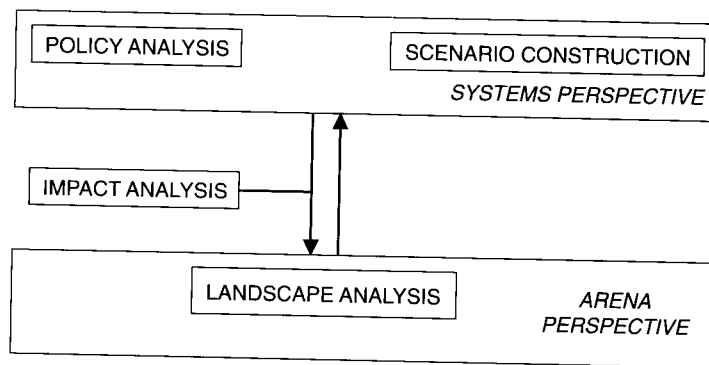 POLICY ANALYSIS
SCENARIO CONSTRUCTION
SYSTEMS PERSPECTIVE
IMPACT ANALYSIS
LANDSCAPE ANALYSIS
ARENA
PERSPECTIVE